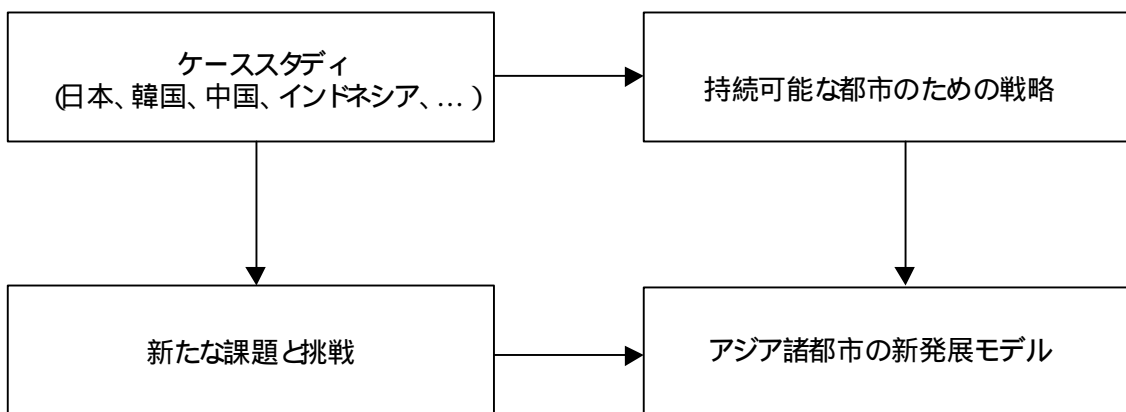 ケーススタディ
(日本、韓国、中国、インドネシア、...)
持続可能な都市のための戦略
新たな課題と挑戦
アジア諸都市の新発展モデル